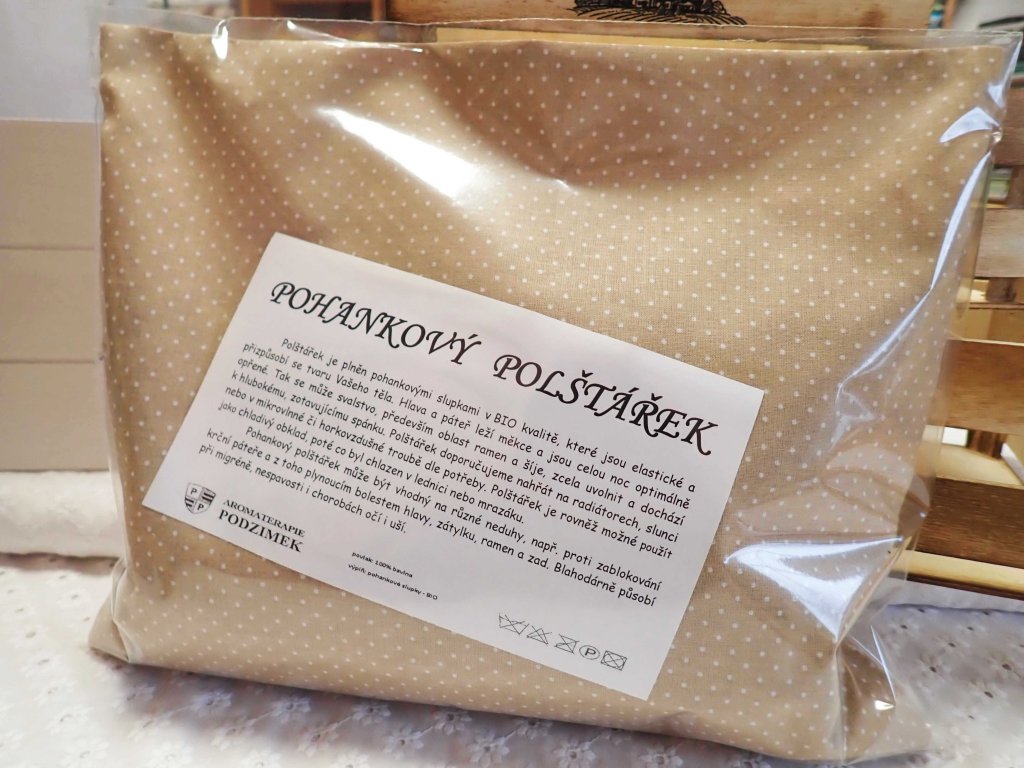 POHANKOVÝ POLŠTÁŘEK
Polštářek je plněn pohankovými slupkami v BIO kvalitě, které jsou elastické a
přizpůsobí se tvaru Vašeho těla. Hlava a páteř leží měkce a jsou celou noc optimálně
opřené. Tak se může svalstvo, především oblast ramen a šíje, zcela uvolnit a dochází
k hlubokému, zotavujícímu spánku. Polštářek doporučujeme nahřát na radiátorech, slunci
nebo v mikrovlnné či horkovzdušné troubě dle potřeby. Polštářek je rovněž možné použít
jako chladivý obklad, poté co byl chlazen v lednici nebo mrazáku.
Pohankový polštářek může být vhodný na různé neduhy, např. proti zablokování
krční páteře a z toho plynoucím bolestem hlavy, zátylku, ramen a zad. Blahodárně působí
při migréně, nespavosti i chorobách očí i uší.
P P
AROMATERAPIE
PODZIMEK
povlak: 100% bavlna
výplň: pohankové slupky - BIO
P